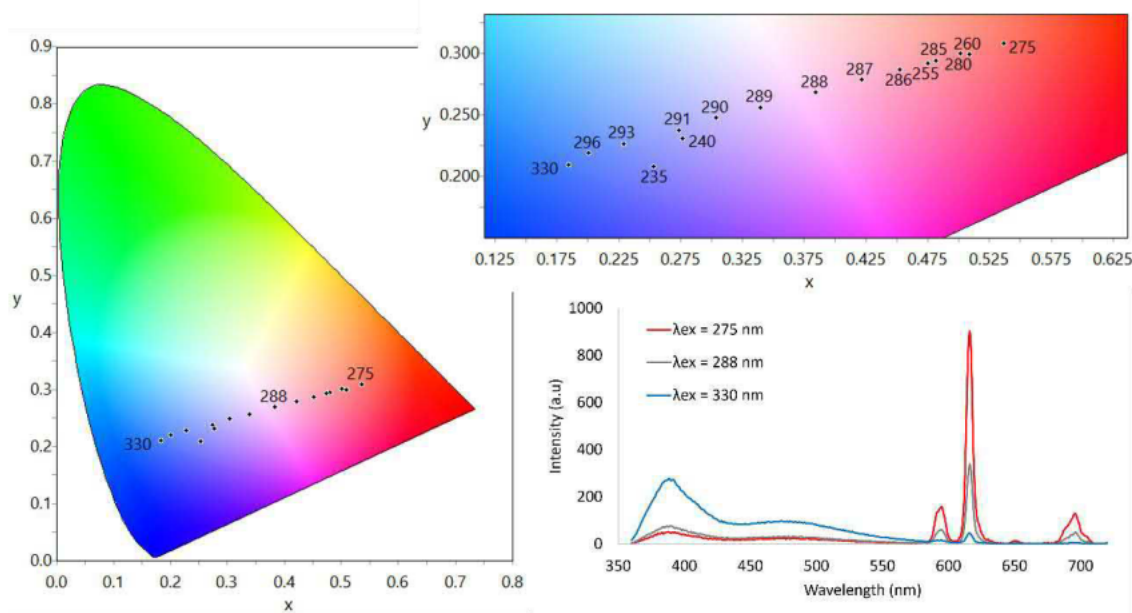 0.9
0.8
0.7
0.6
0.5
0.4
0.3
0.2
0.1
0.0
y
0.0 0.1 0.2 0.3 0.4 0.5 0.6 0.7 0.8
x
275
288
330
0.300
0.250
0.200
y
285 260 275
287 255 280
288 286
289
290
291
293 240
296
330 235
0.125 0.175 0.225 0.275 0.325 0.375 0.425 0.475 0.525 0.575 0.625
x
1000
800
600
400
200
0
Intensity (a.u)
λex = 275 nm
λex = 288 nm
λex = 330 nm
350 400 450 500 550 600 650 700
Wavelength (nm)